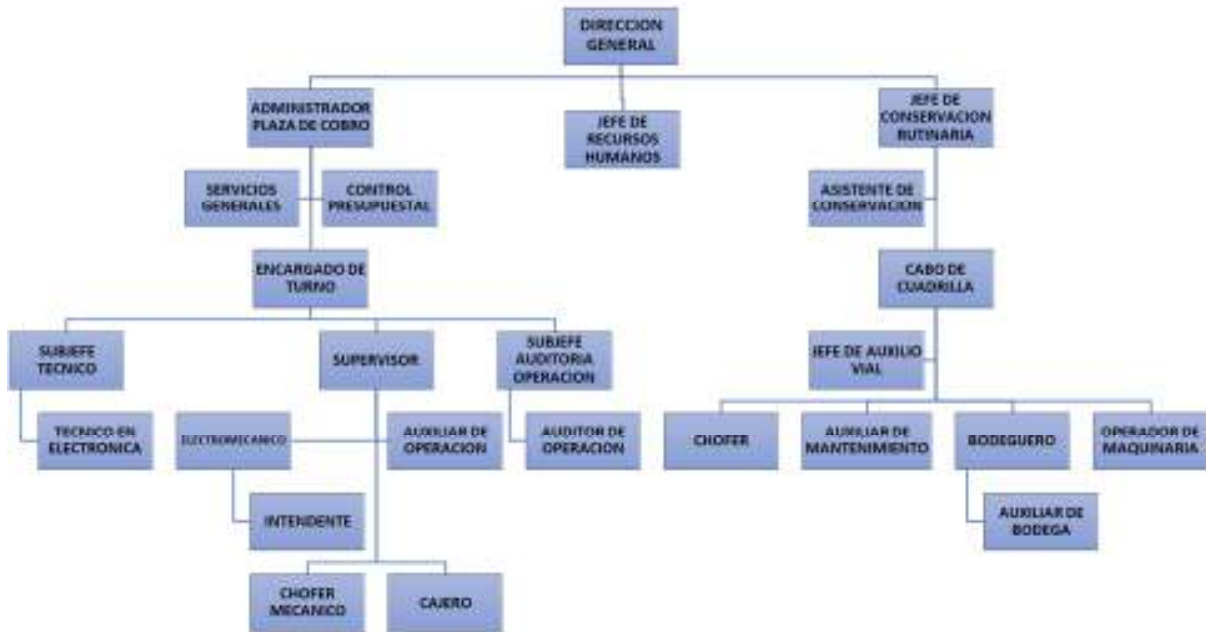 DIRECCION
GENERAL
ADMINISTRADOR
PLAZA DE COBRO
JEFE DE
RECURSOS
HUMANOS
JEFE DE
CONSERVACION
RUTINARIA
SERVICIOS
GENERALES
CONTROL
PRESUPUESTAL
ASISTENTE DE
CONSERVACION
ENCARGADO DE
TURNO
CABO DE
CUADRILLA
SUBJEFE
TECNICO
SUPERVISOR
SUBJEFE
AUDITORIA
OPERACION
JEFE DE AUXILIO
VIAL
TECNICO EN
ELECTRONICA
ELECTROMECANICO
AUXILIAR DE
OPERACION
AUDITOR DE
OPERACION
CHOFER
AUXILIAR DE
MANTENIMIENTO
BODEGUERO
OPERADOR DE
MAQUINARIA
INTENDENTE
AUXILIAR DE
BODEGA
CHOFER
MECANICO
CAJERO